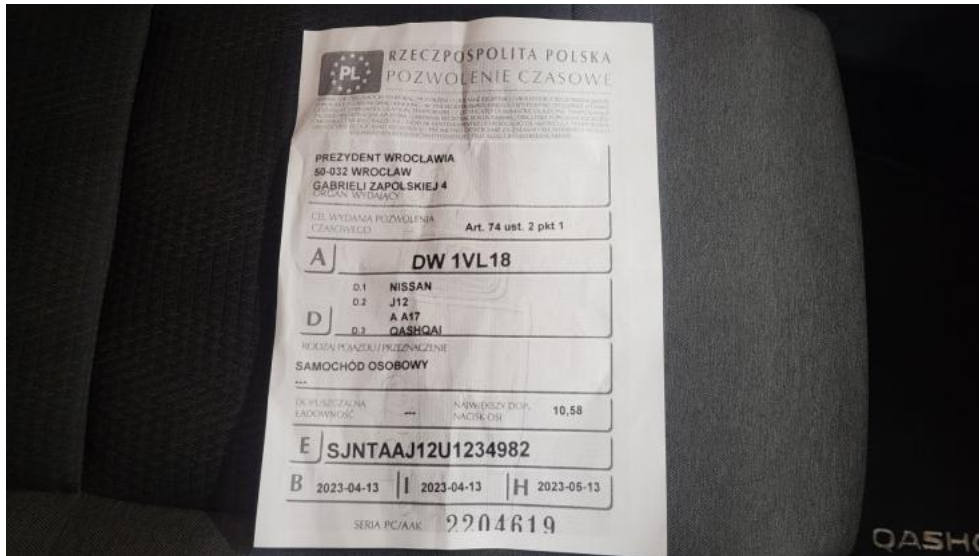 PL
RZECZPOSPOLITA POLSKA
POZWOLENIE CZASOWE
PREZYDENT WROCŁAWIA
50-032 WROCŁAW
GABRIELI ZAPOLSKIEJ 4
ORGAN WYDAJĄCY
CEL WYDANIA POZWOLENIA
CZASOWEGO --- Art. 74 ust. 2 pkt 1
A DW 1VL18
D.1 NISSAN
D.2 J12
A A17
D D.3 QASHQAI
RODZAJ POJAZDU / PRZEZNACZENIE
SAMOCHÓD OSOBOWY
---
DOPUSZCZALNA NAJWIĘKSZY DOP.
ŁADOWNOŚĆ --- NACISK OSI 10,58
E SJNTAAJ12U1234982
B 2023-04-13 I 2023-04-13 H 2023-05-13
SERIA PC/AAK 2204619
QASH